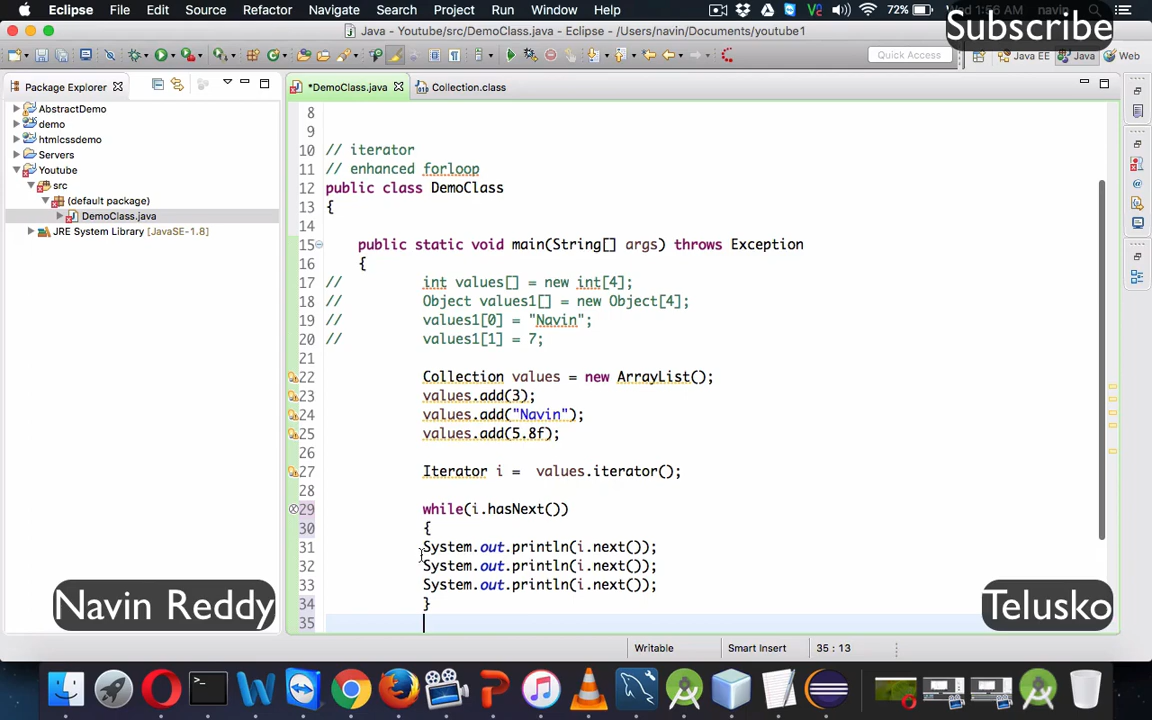 Eclipse File Edit Source Refactor Navigate Search Project Run Window Help 72% 1:56 AM navin
Subscribe
Java - Youtube/src/DemoClass.java - Eclipse - /Users/navin/Documents/youtube1
Quick Access Java EE Java Web
Package Explorer
*DemoClass.java Collection.class
AbstractDemo
demo
htmlcssdemo
Servers
Youtube
src
(default package)
DemoClass.java
JRE System Library [JavaSE-1.8]
8
9
10 // iterator
11 // enhanced forloop
12 public class DemoClass
13 {
14
15 public static void main(String[] args) throws Exception
16 {
17 // int values[] = new int[4];
18 // Object values1[] = new Object[4];
19 // values1[0] = "Navin";
20 // values1[1] = 7;
21
22 Collection values = new ArrayList();
23 values.add(3);
24 values.add("Navin");
25 values.add(5.8f);
26
27 Iterator i = values.iterator();
28
29 while(i.hasNext())
30 {
31 System.out.println(i.next());
32 System.out.println(i.next());
33 System.out.println(i.next());
34 }
35
Navin Reddy
Telusko
Writable Smart Insert 35 : 13